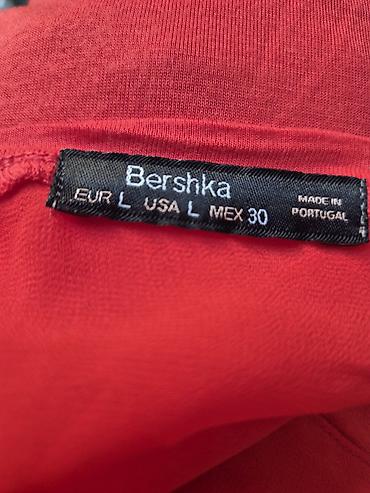 Bershka
EUR L USA L MEX 30
MADE IN
PORTUGAL